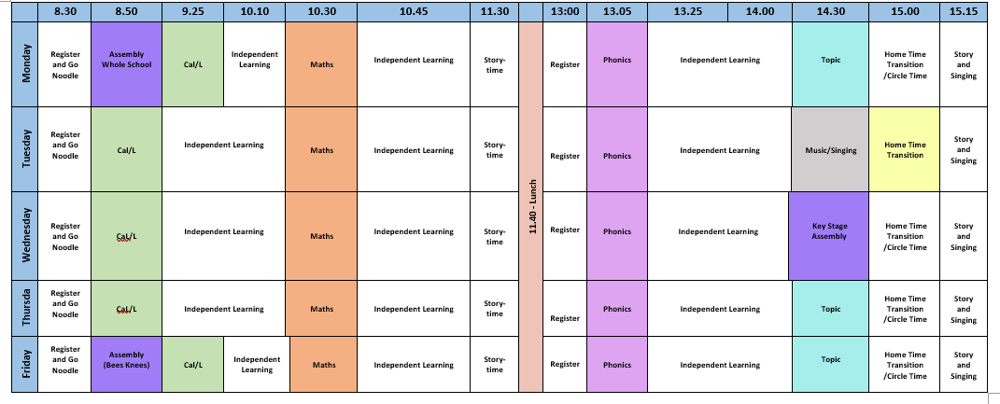 8.30 8.50 9.25 10.10 10.30 10.45 11.30 13:00 13.05 13.25 14.00 14.30 15.00 15.15
Monday
Register
and Go
Noodle
Assembly
Whole School
Cal/L
Independent
Learning
Maths
Independent Learning
Story-
time
11.40 - Lunch
Register
Phonics
Independent Learning
Topic
Home Time
Transition
/Circle Time
Story
and
Singing
Tuesday
Register
and Go
Noodle
Cal/L
Independent Learning
Maths
Independent Learning
Story-
time
Register
Phonics
Independent Learning
Music/Singing
Home Time
Transition
Story
and
Singing
Wednesday
Register
and Go
Noodle
Cal/L
Independent Learning
Maths
Independent Learning
Story-
time
Register
Phonics
Independent Learning
Key Stage
Assembly
Home Time
Transition
/Circle Time
Story
and
Singing
Thursda
Register
and Go
Noodle
Cal/L
Independent Learning
Maths
Independent Learning
Story-
time
Register
Phonics
Independent Learning
Topic
Home Time
Transition
/Circle Time
Story
and
Singing
Friday
Register
and Go
Noodle
Assembly
(Bees Knees)
Cal/L
Independent
Learning
Maths
Independent Learning
Story-
time
Register
Phonics
Independent Learning
Topic
Home Time
Transition
/Circle Time
Story
and
Singing